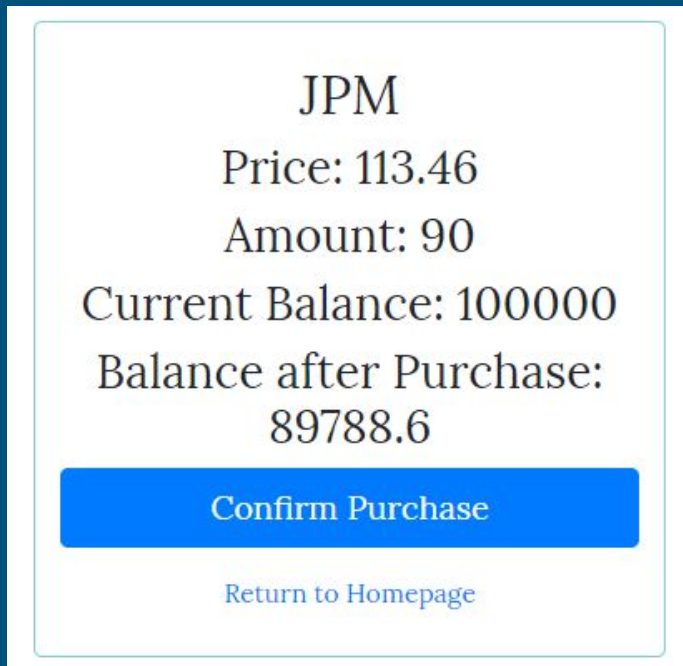 JPM
Price: 113.46
Amount: 90
Current Balance: 100000
Balance after Purchase:
89788.6
Confirm Purchase
Return to Homepage